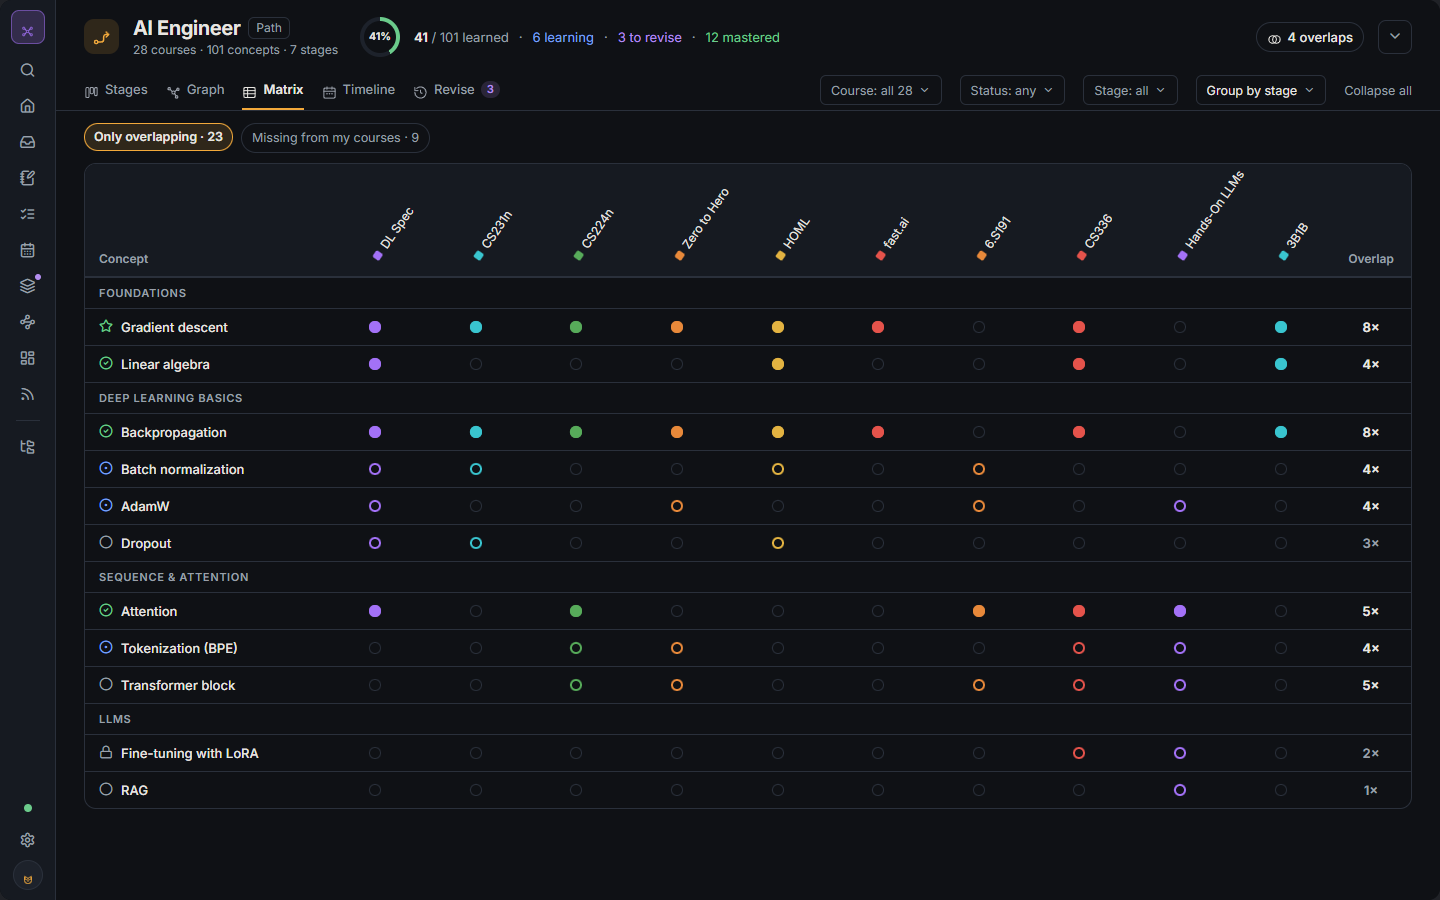 AI Engineer Path
28 courses · 101 concepts · 7 stages
41%
41 / 101 learned · 6 learning · 3 to revise · 12 mastered
4 overlaps
Stages Graph Matrix Timeline Revise 3
Course: all 28 Status: any Stage: all Group by stage Collapse all
Only overlapping · 23 Missing from my courses · 9
Concept DL Spec CS231n CS224n Zero to Hero HOML fast.ai 6.S191 CS336 Hands-On LLMs 3B1B Overlap
FOUNDATIONS
Gradient descent 8×
Linear algebra 4×
DEEP LEARNING BASICS
Backpropagation 8×
Batch normalization 4×
AdamW 4×
Dropout 3×
SEQUENCE & ATTENTION
Attention 5×
Tokenization (BPE) 4×
Transformer block 5×
LLMS
Fine-tuning with LoRA 2×
RAG 1×